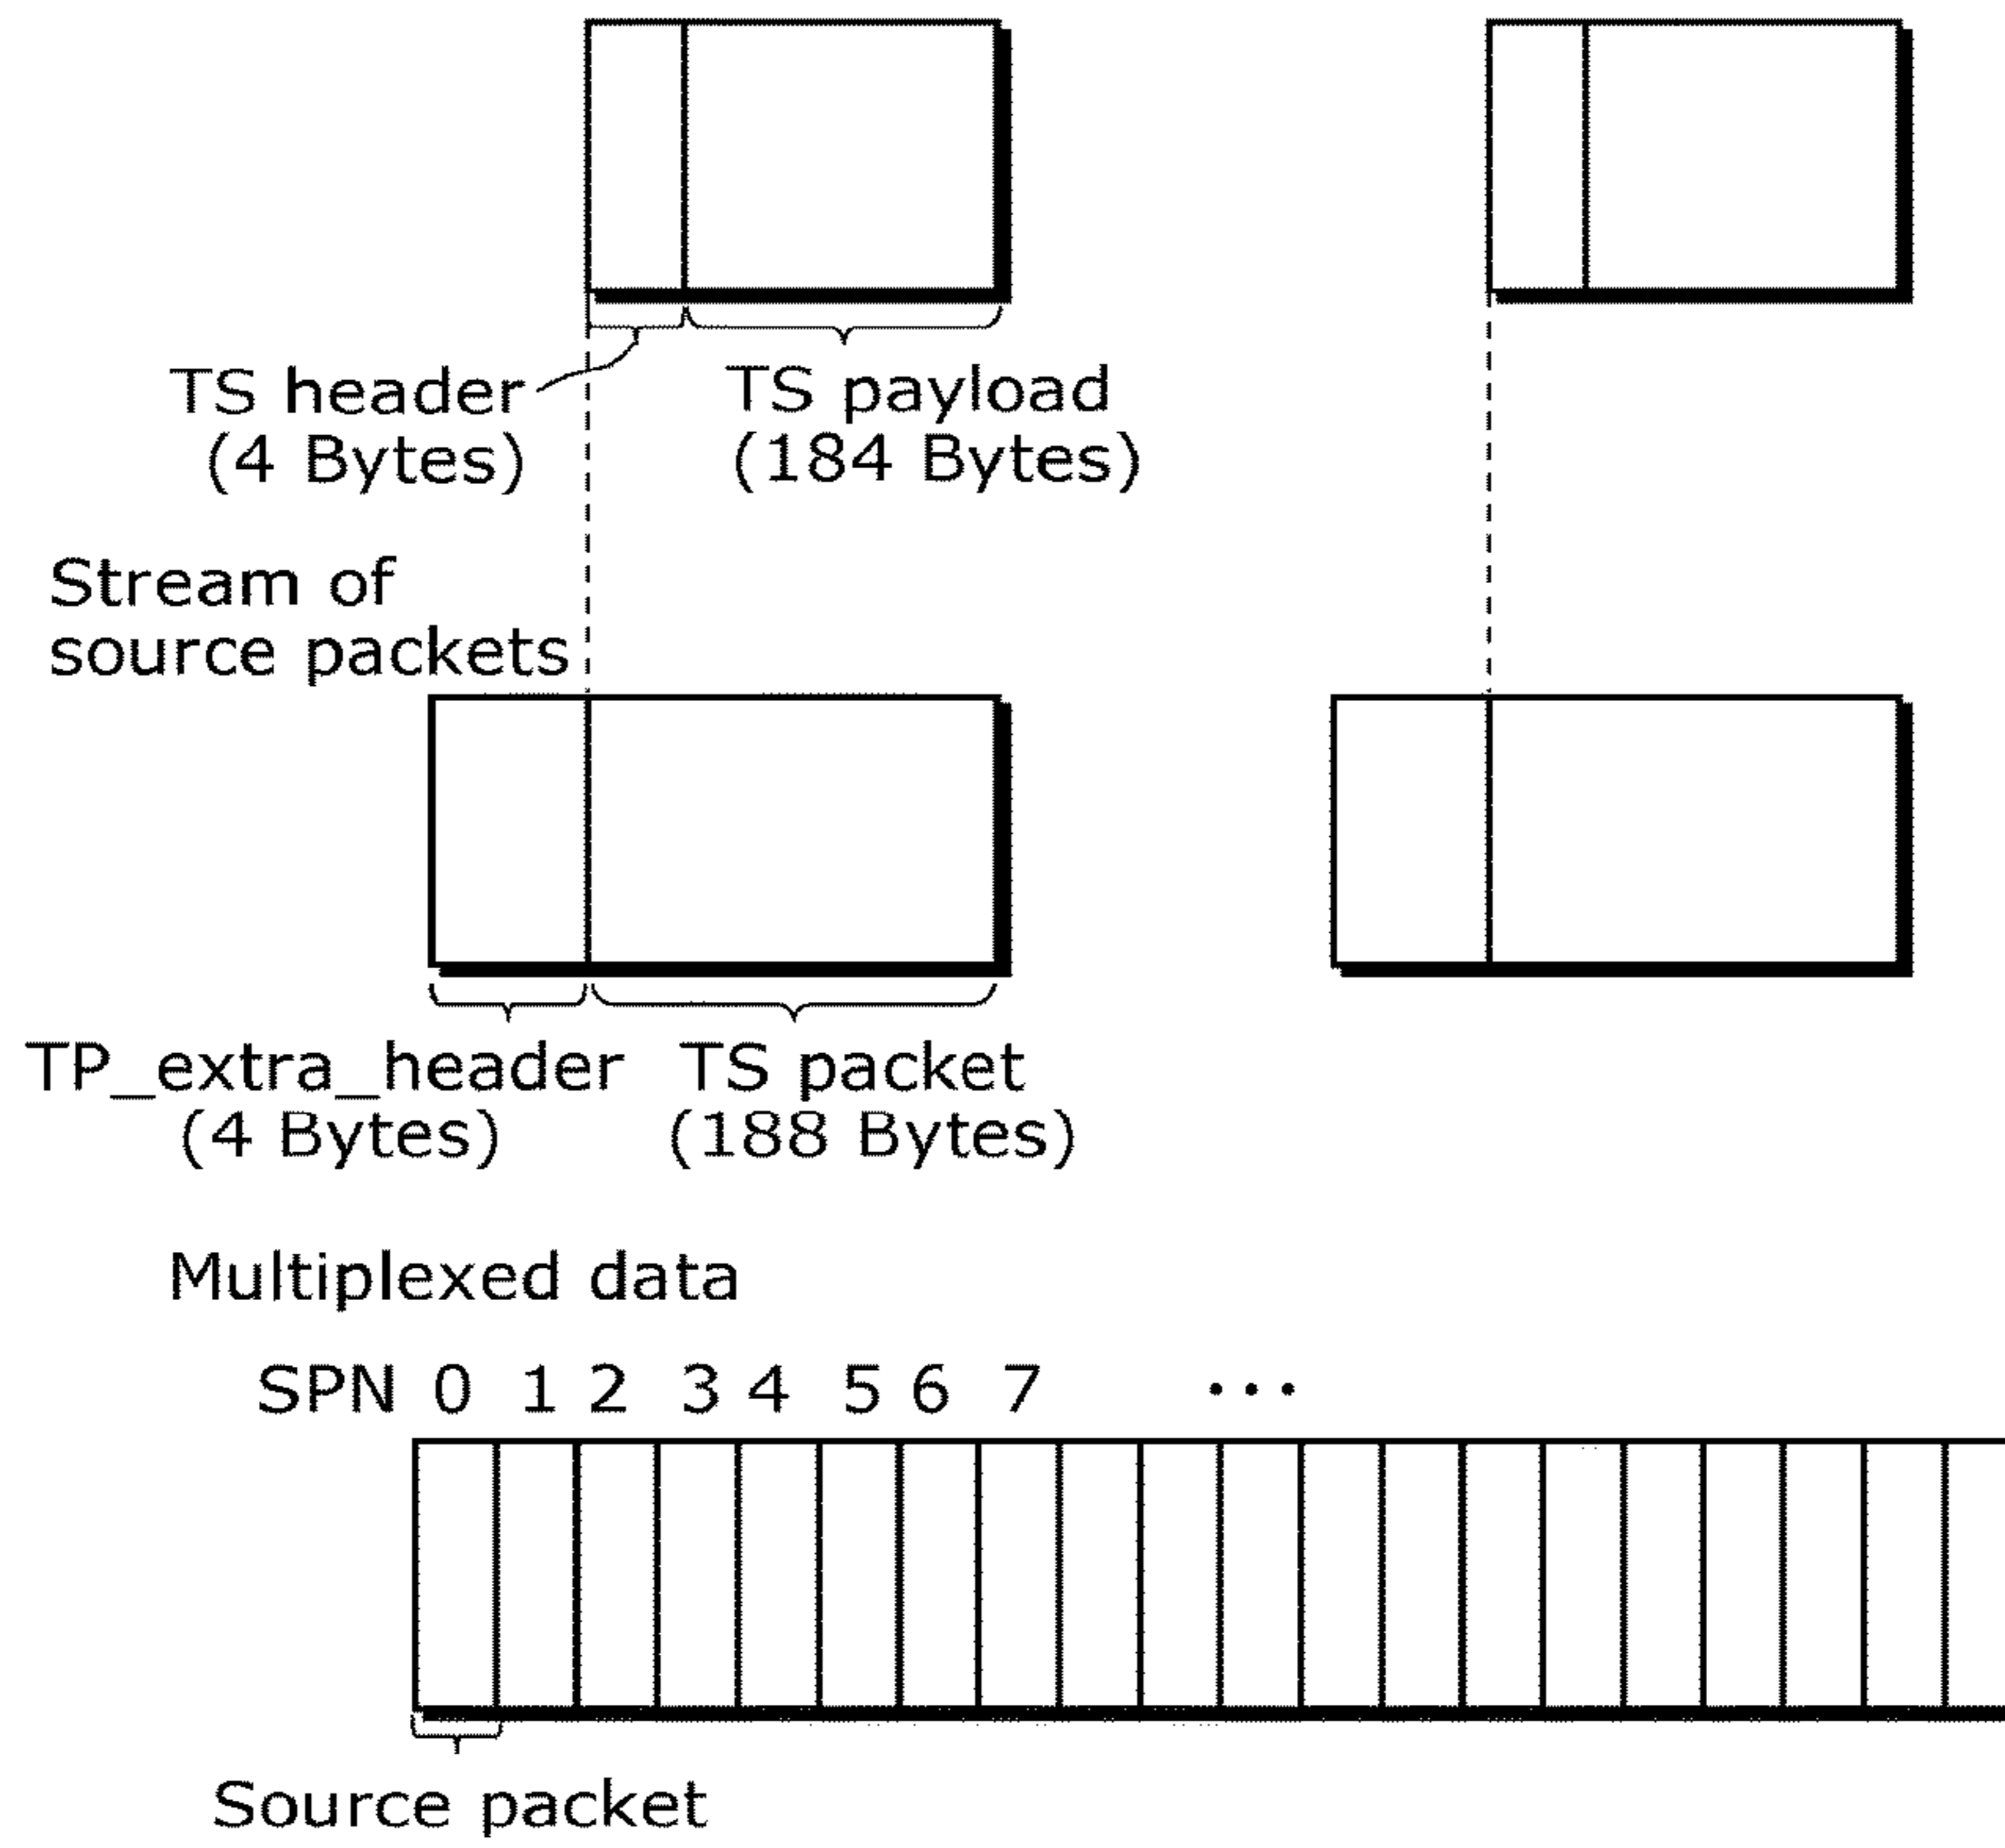 TS header
(4 Bytes)
TS payload
(184 Bytes)
Stream of
source packets
TP_extra_header
(4 Bytes)
TS packet
(188 Bytes)
Multiplexed data
SPN 0 1 2 3 4 5 6 7 ...
Source packet